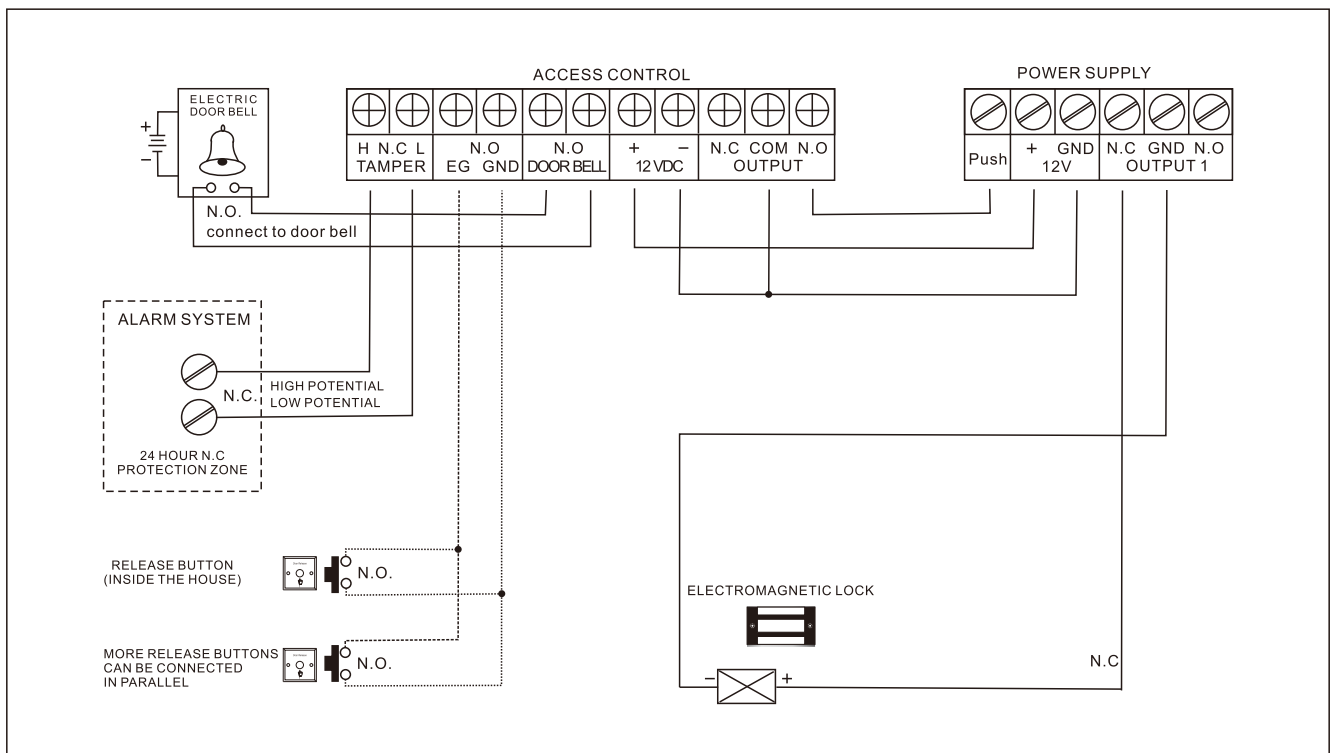 ACCESS CONTROL
POWER SUPPLY
ELECTRIC
DOOR BELL
+
−
H N.C L
TAMPER
N.O
EG GND
N.O
DOOR BELL
+ −
12 VDC
N.C COM N.O
OUTPUT
Push
+ GND
12V
N.C GND N.O
OUTPUT 1
N.O.
connect to door bell
ALARM SYSTEM
N.C.
HIGH POTENTIAL
LOW POTENTIAL
24 HOUR N.C
PROTECTION ZONE
RELEASE BUTTON
(INSIDE THE HOUSE)
N.O.
MORE RELEASE BUTTONS
CAN BE CONNECTED
IN PARALLEL
N.O.
ELECTROMAGNETIC LOCK
N.C
− +